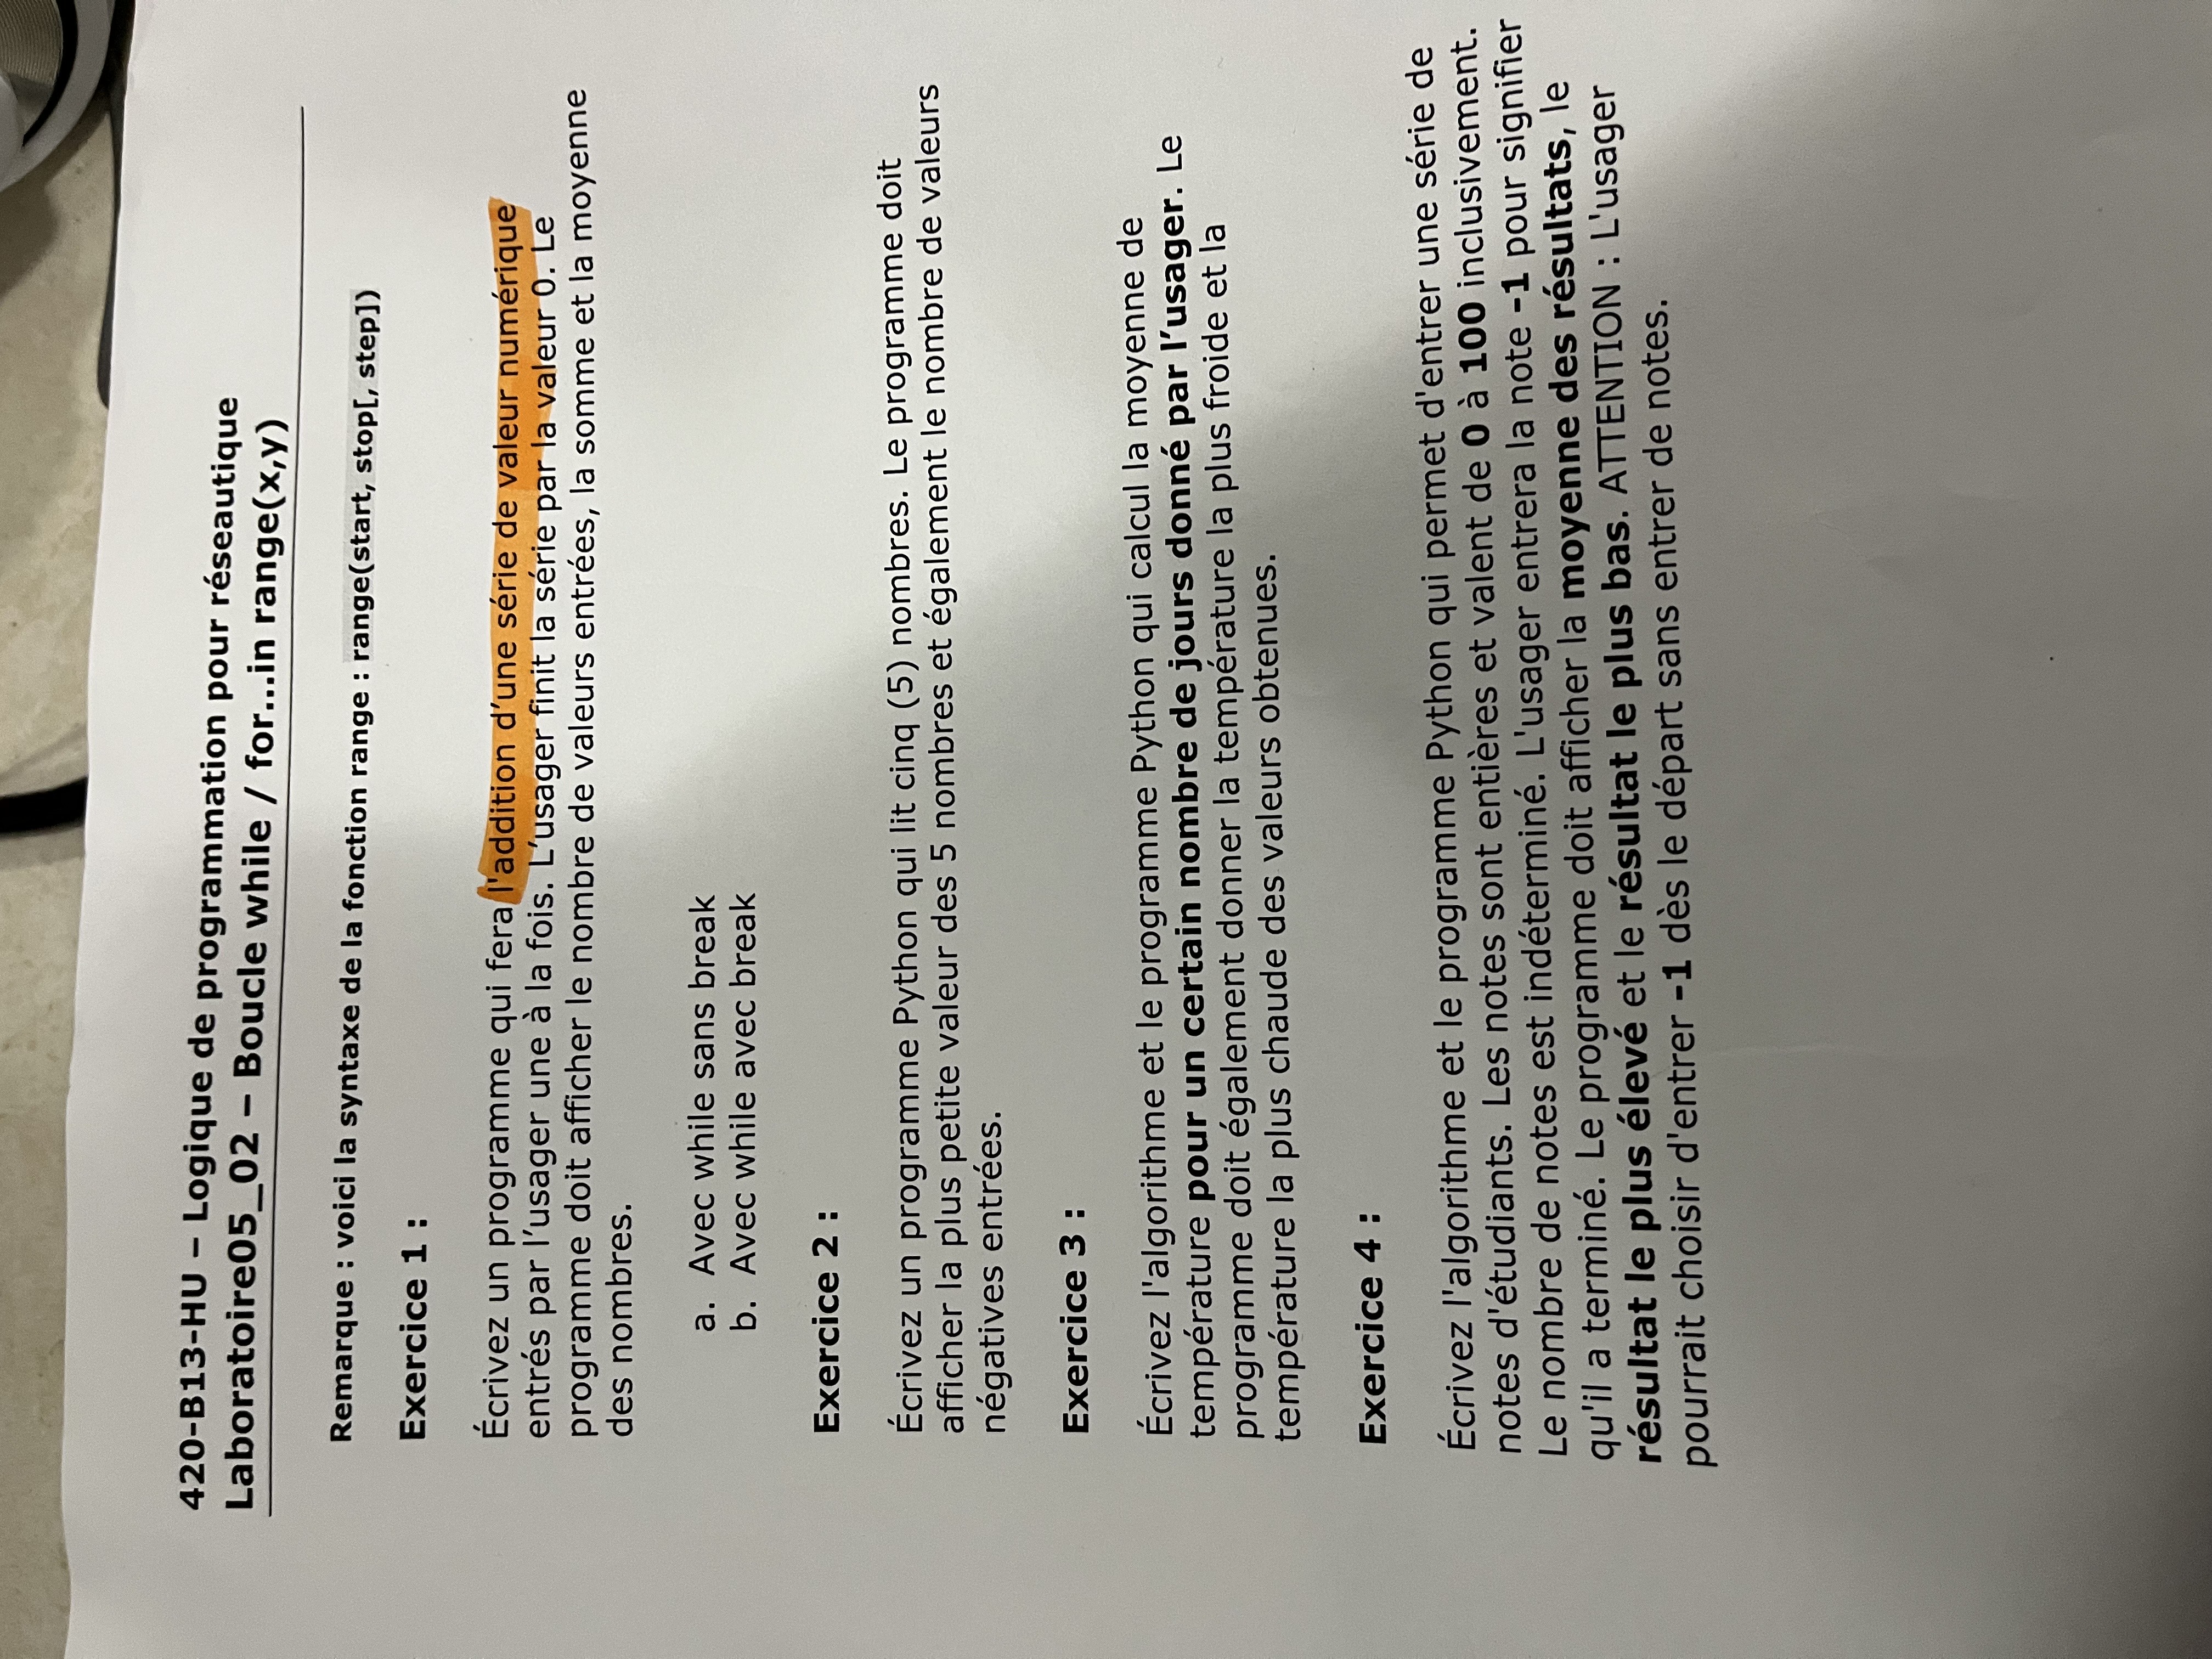 420-B13-HU – Logique de programmation pour réseautique
Laboratoire05_02 – Boucle while / for...in range(x,y)
Remarque : voici la syntaxe de la fonction range : range(start, stop[, step])
Exercice 1 :
Écrivez un programme qui fera l'addition d’une série de valeur numérique
entrés par l’usager une à la fois. L’usager finit la série par la valeur 0. Le
programme doit afficher le nombre de valeurs entrées, la somme et la moyenne
des nombres.
a. Avec while sans break
b. Avec while avec break
Exercice 2 :
Écrivez un programme Python qui lit cinq (5) nombres. Le programme doit
afficher la plus petite valeur des 5 nombres et également le nombre de valeurs
négatives entrées.
Exercice 3 :
Écrivez l'algorithme et le programme Python qui calcul la moyenne de
température pour un certain nombre de jours donné par l’usager. Le
programme doit également donner la température la plus froide et la
température la plus chaude des valeurs obtenues.
Exercice 4 :
Écrivez l'algorithme et le programme Python qui permet d'entrer une série de
notes d'étudiants. Les notes sont entières et valent de 0 à 100 inclusivement.
Le nombre de notes est indéterminé. L'usager entrera la note -1 pour signifier
qu'il a terminé. Le programme doit afficher la moyenne des résultats, le
résultat le plus élevé et le résultat le plus bas. ATTENTION : L'usager
pourrait choisir d'entrer -1 dès le départ sans entrer de notes.